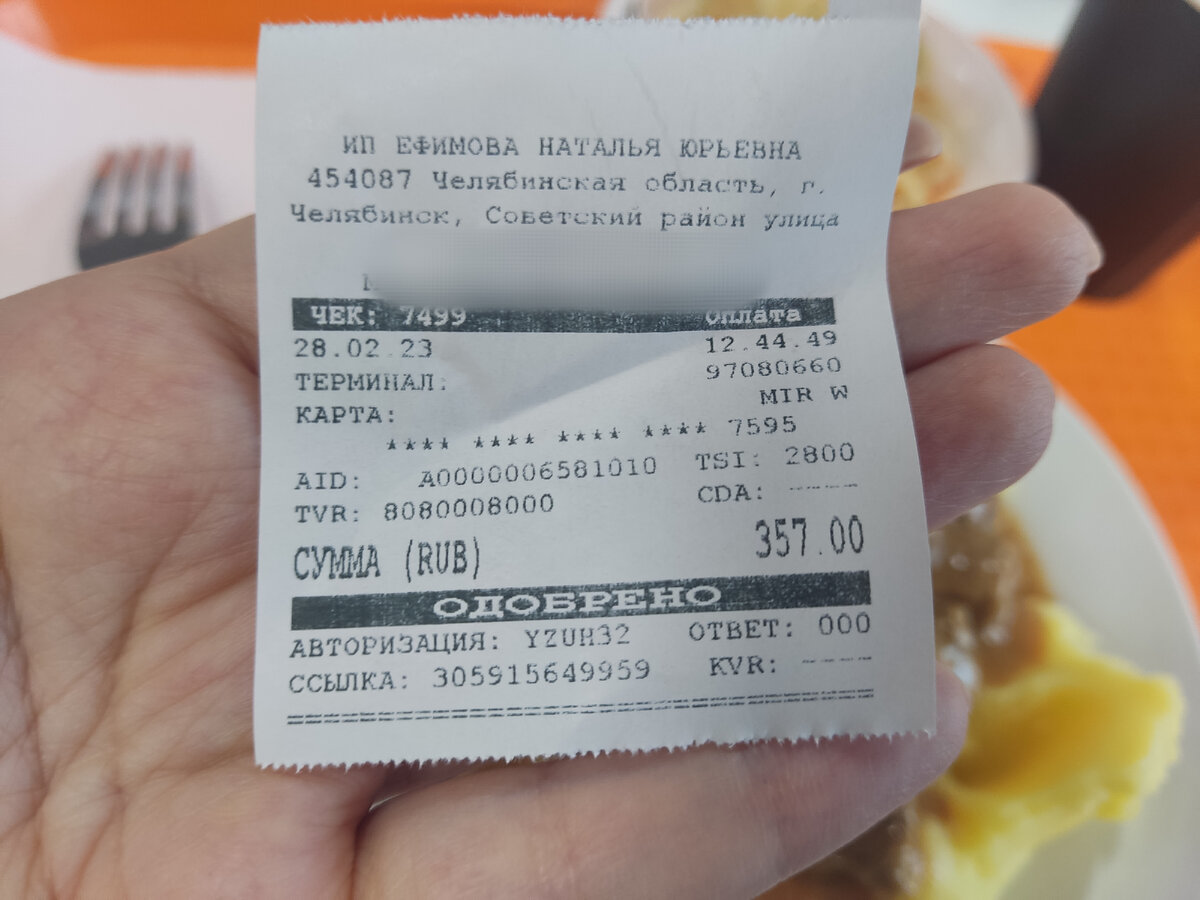 ИП ЕФИМОВА НАТАЛЬЯ ЮРЬЕВНА
454087 Челябинская область, г.
Челябинск, Советский район улица
ЧЕК: 7499 Оплата
28.02.23 12.44.49
ТЕРМИНАЛ: 97080660
КАРТА: MIR W
**** **** **** **** 7595
AID: A0000006581010 TSI: 2800
TVR: 8080008000 CDA: ----
СУММА (RUB) 357.00
ОДОБРЕНО
АВТОРИЗАЦИЯ: YZUH32 ОТВЕТ: 000
ССЫЛКА: 305915649959 KVR: ----